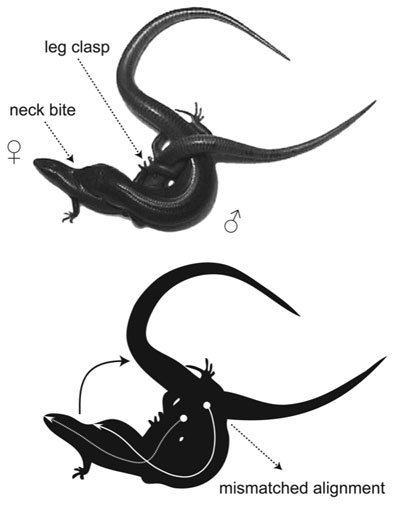 leg clasp
neck bite
♀
♂
mismatched alignment